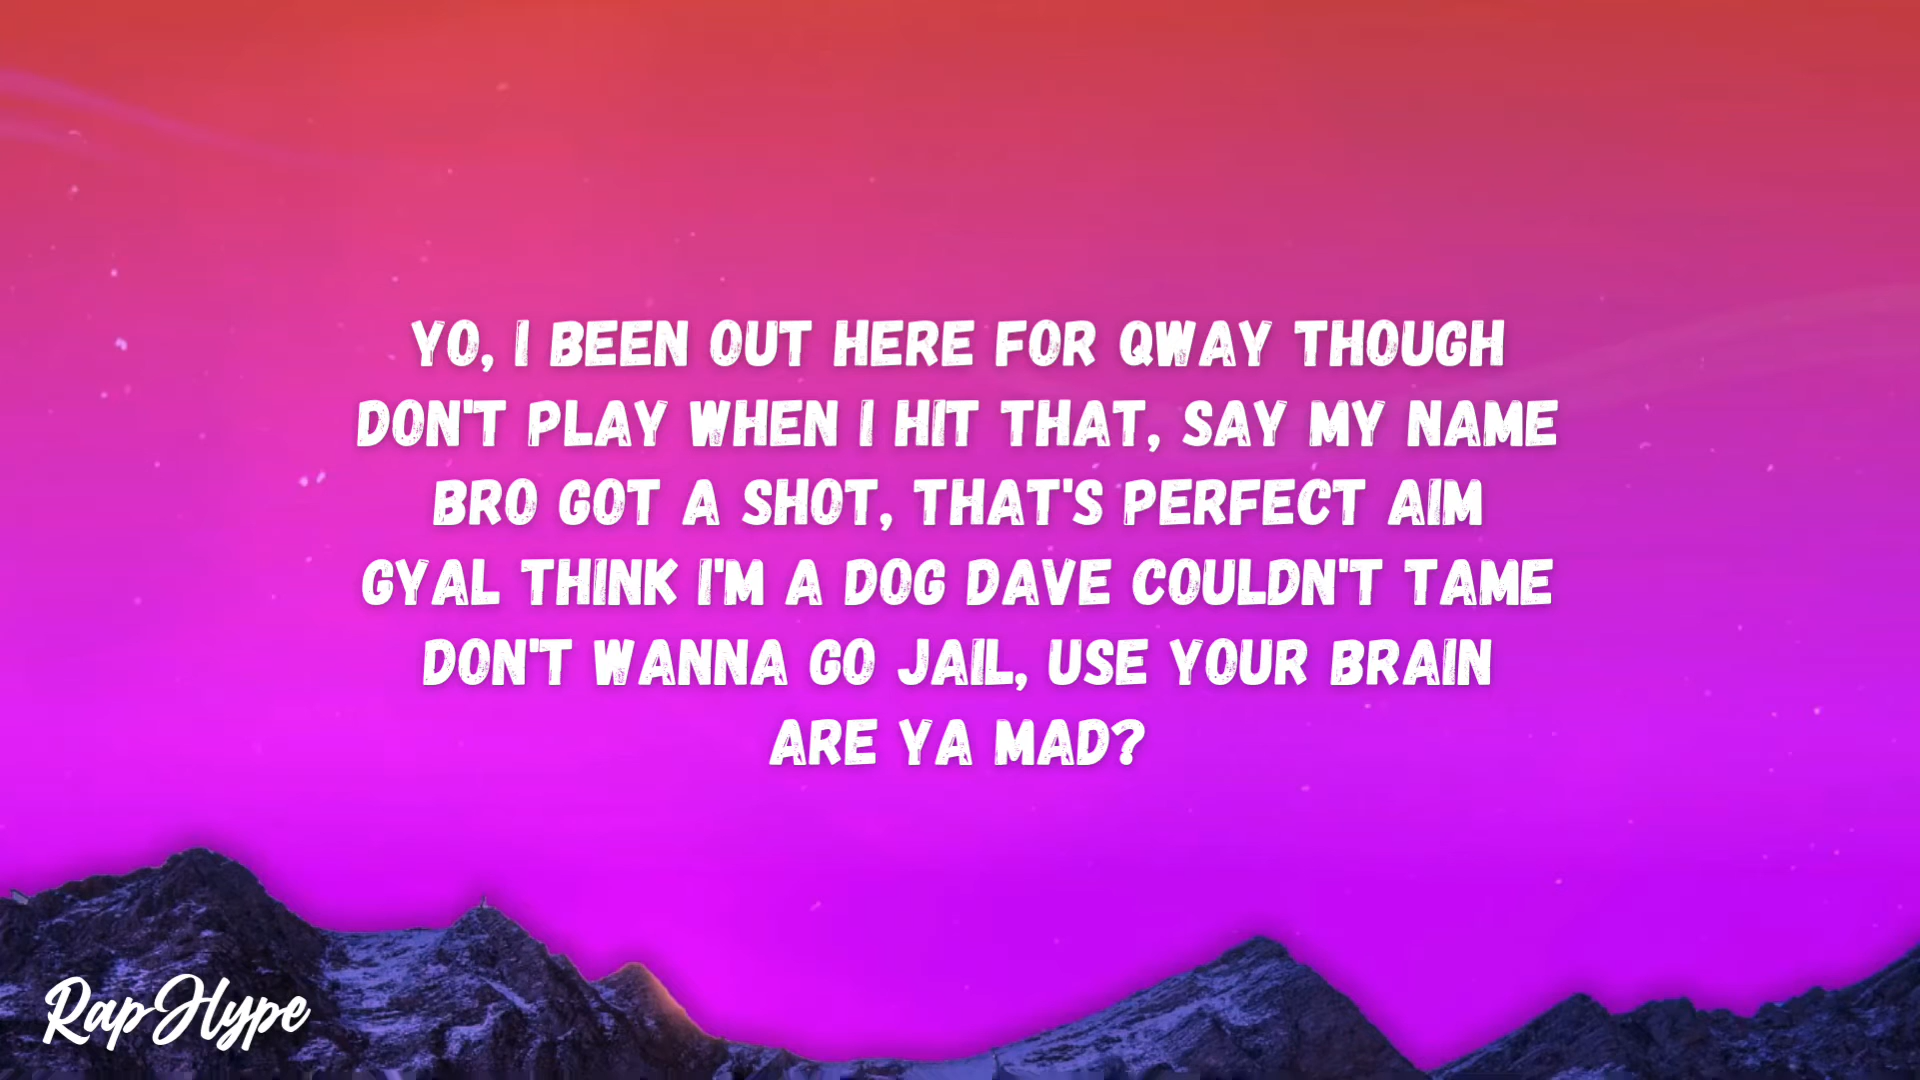 YO, I BEEN OUT HERE FOR QWAY THOUGH
DON'T PLAY WHEN I HIT THAT, SAY MY NAME
BRO GOT A SHOT, THAT'S PERFECT AIM
GYAL THINK I'M A DOG DAVE COULDN'T TAME
DON'T WANNA GO JAIL, USE YOUR BRAIN
ARE YA MAD?
RapHype